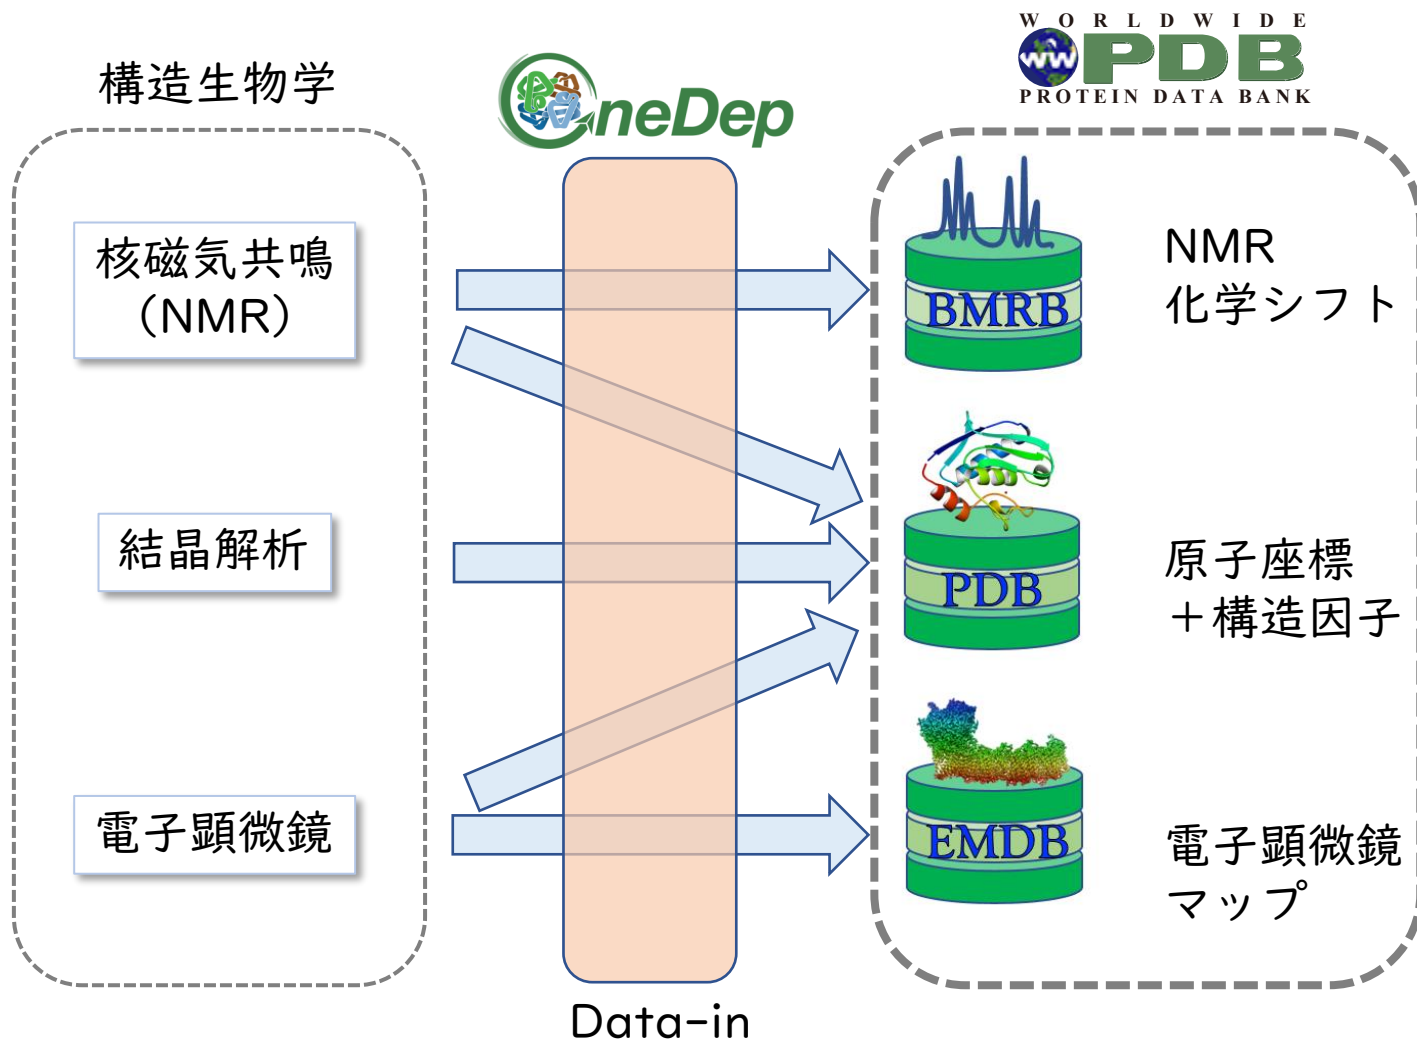 構造生物学
核磁気共鳴
(NMR)
結晶解析
電子顕微鏡
OneDep
Data-in
WORLDWIDE
ww PDB
PROTEIN DATA BANK
BMRB
NMR
化学シフト
PDB
原子座標
＋構造因子
EMDB
電子顕微鏡
マップ